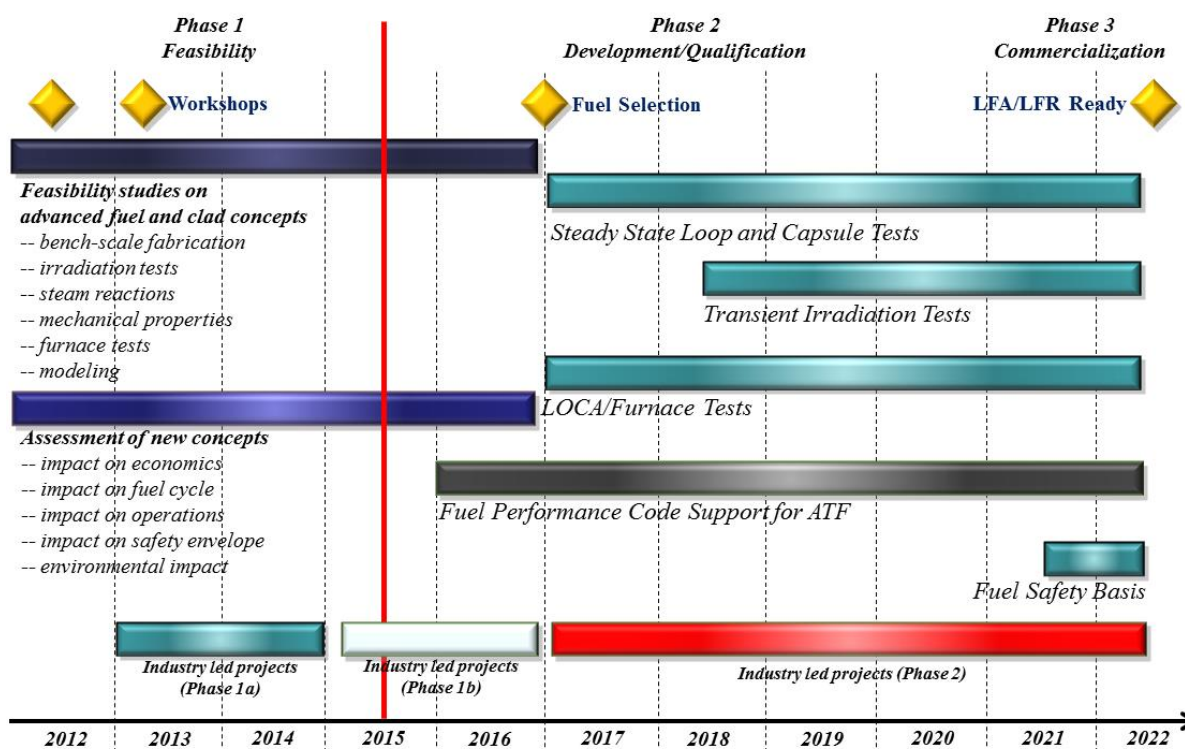 Phase 1
Feasibility
Phase 2
Development/Qualification
Phase 3
Commercialization
Workshops
Fuel Selection
LFA/LFR Ready
Feasibility studies on
advanced fuel and clad concepts
-- bench-scale fabrication
-- irradiation tests
-- steam reactions
-- mechanical properties
-- furnace tests
-- modeling
Steady State Loop and Capsule Tests
Transient Irradiation Tests
LOCA/Furnace Tests
Assessment of new concepts
-- impact on economics
-- impact on fuel cycle
-- impact on operations
-- impact on safety envelope
-- environmental impact
Fuel Performance Code Support for ATF
Fuel Safety Basis
Industry led projects
(Phase 1a)
Industry led projects
(Phase 1b)
Industry led projects (Phase 2)
2012 2013 2014 2015 2016 2017 2018 2019 2020 2021 2022